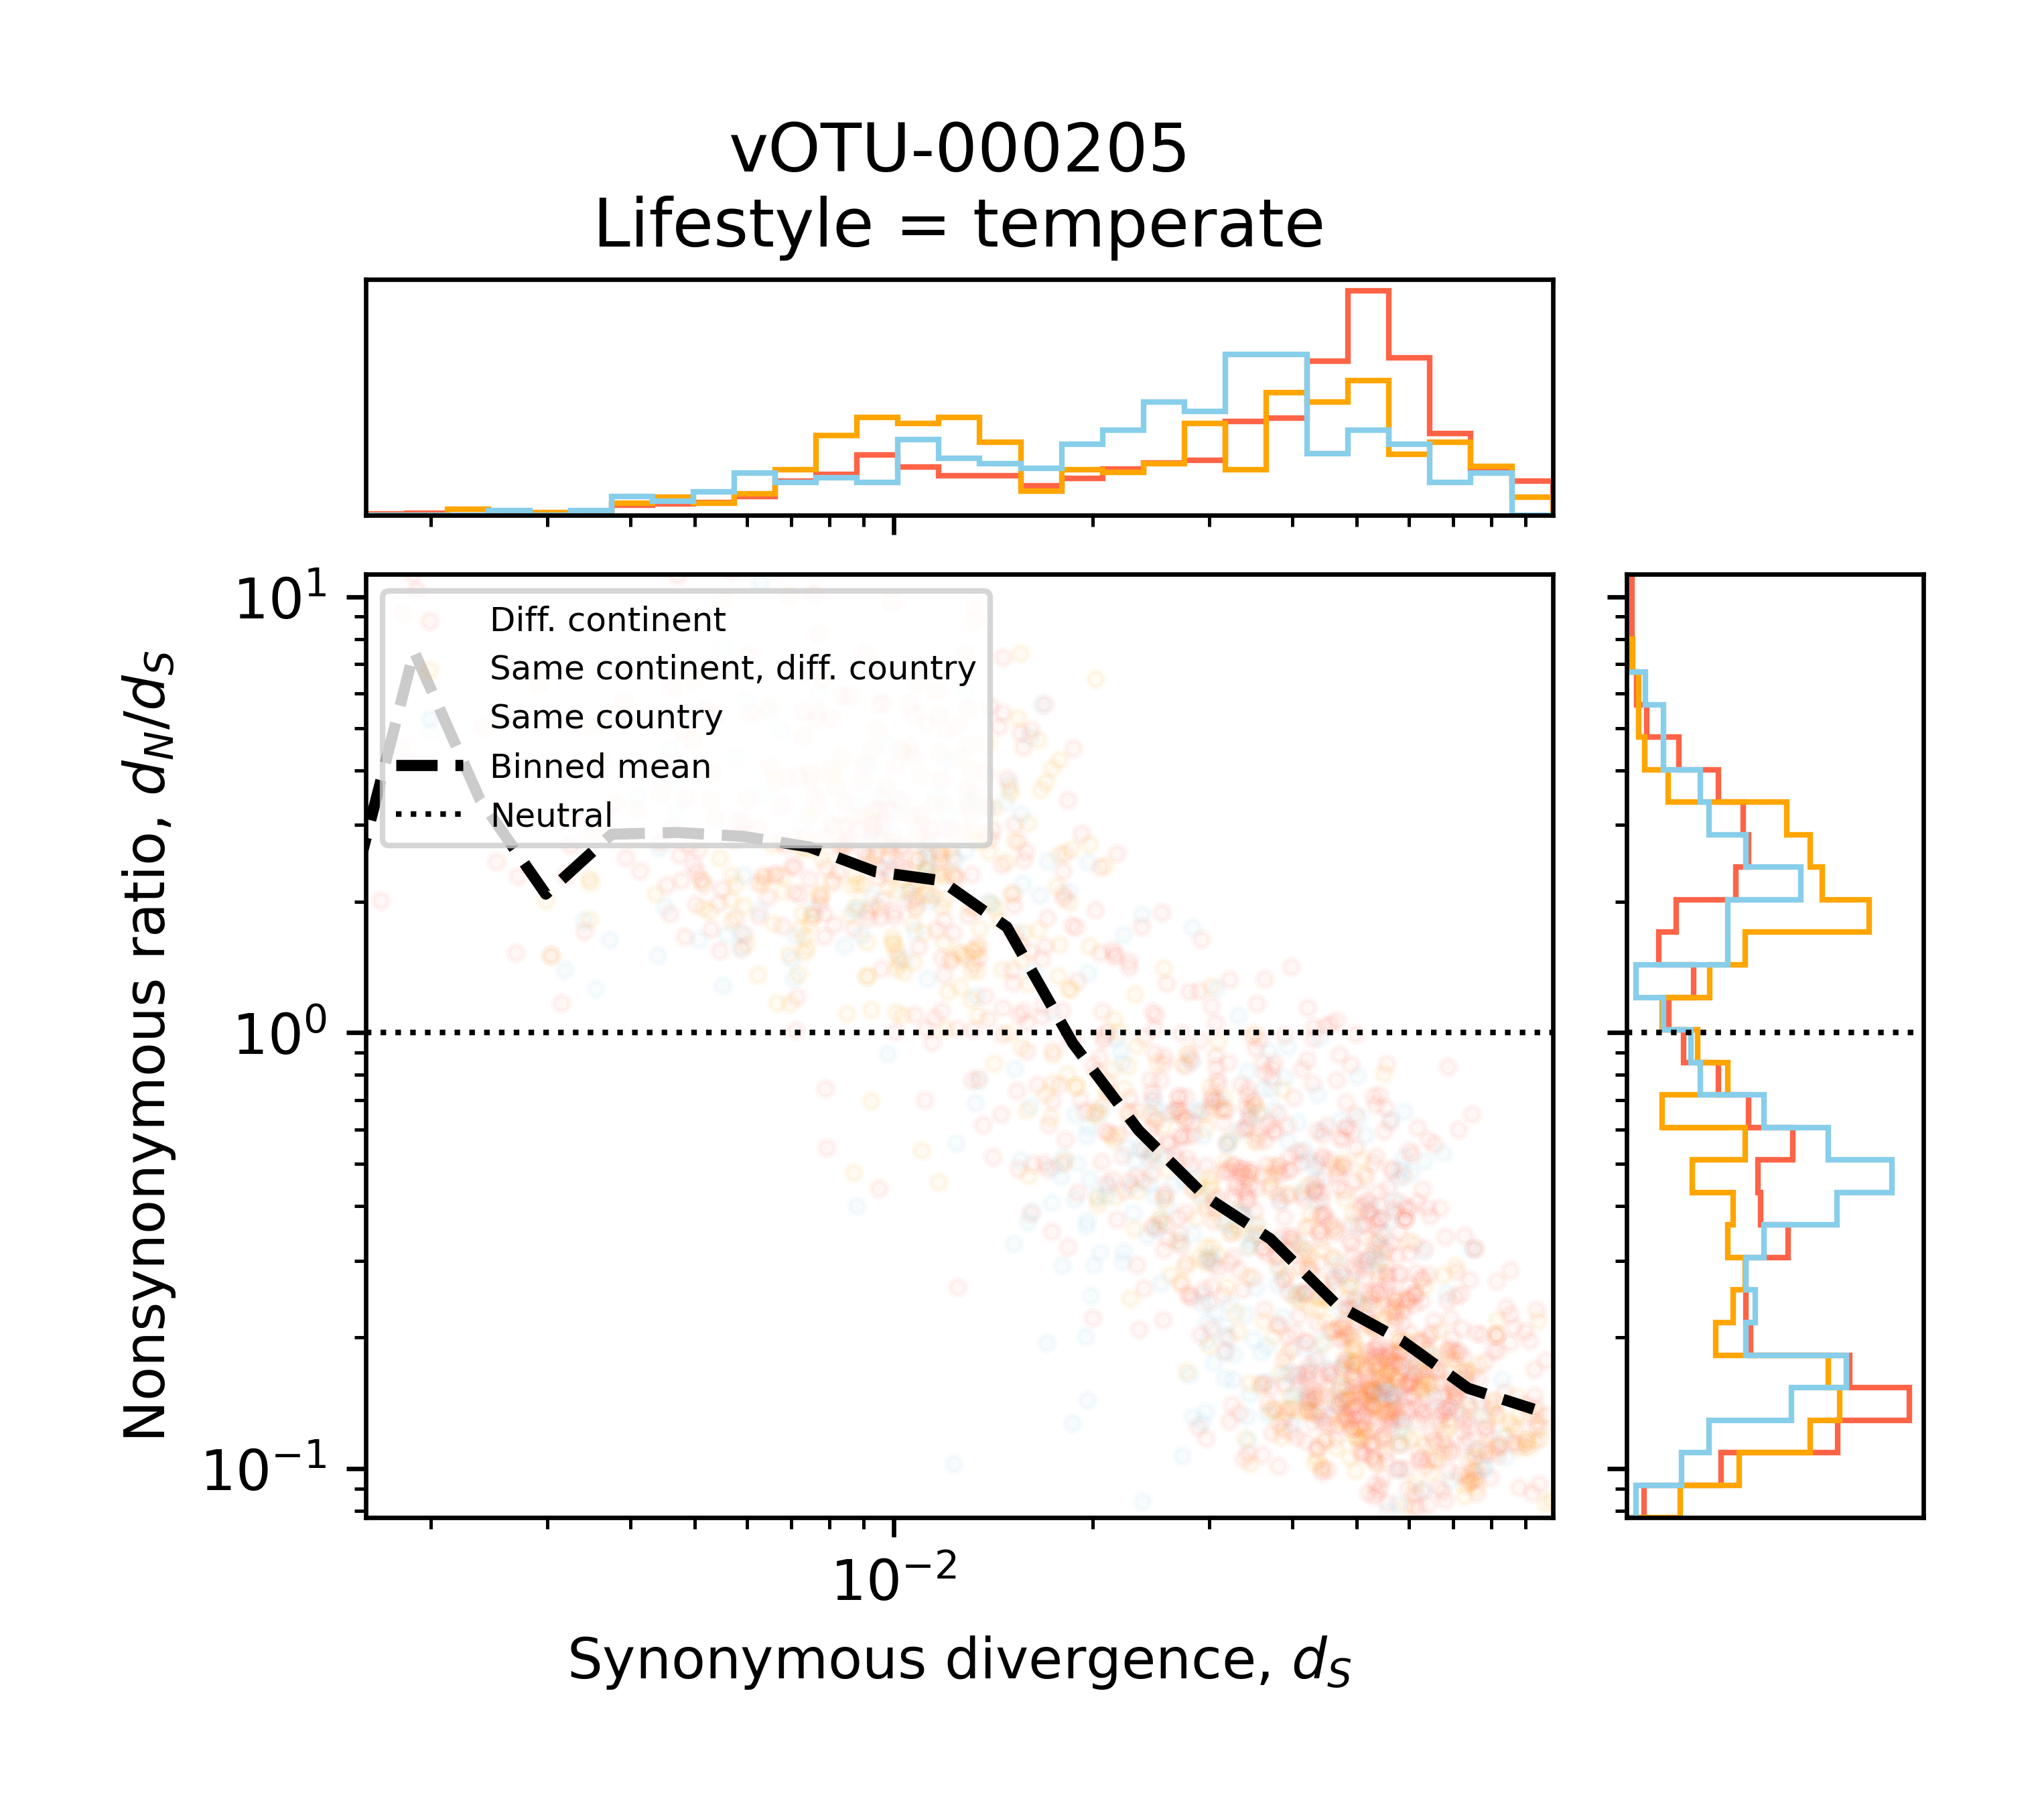 vOTU-000205
Lifestyle = temperate
10¹
Diff. continent
Same continent, diff. country
Same country
Binned mean
Neutral
10⁰
10⁻¹
Nonsynonymous ratio, d_N/d_S
10⁻²
Synonymous divergence, d_S